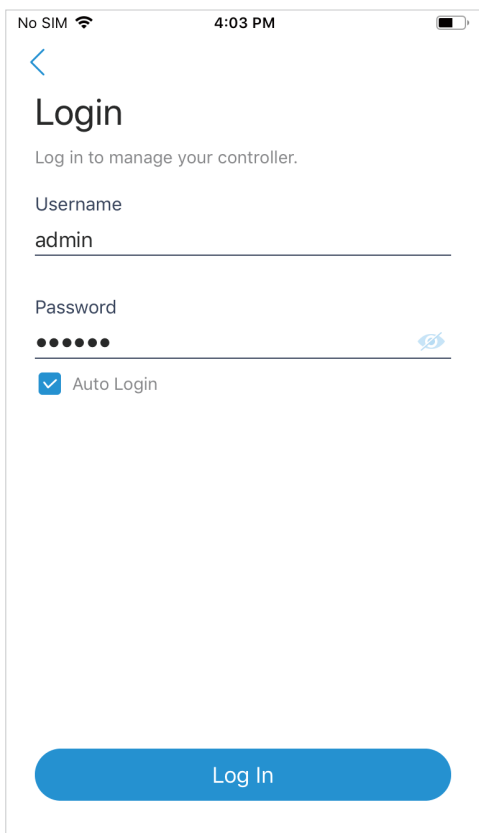 No SIM 4:03 PM
Login
Log in to manage your controller.
Username
admin
Password
●●●●●●
Auto Login
Log In